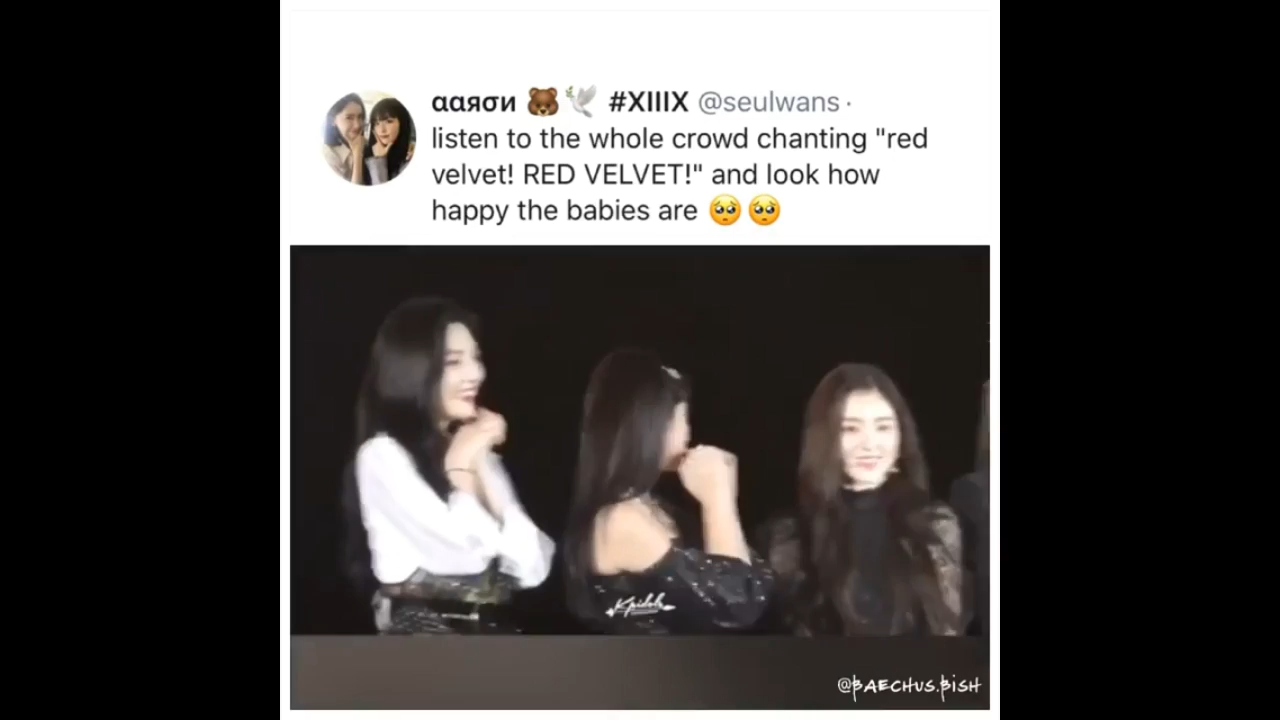 ααяσи 🐻🕊️ #XIIIX @seulwans ·
listen to the whole crowd chanting "red
velvet! RED VELVET!" and look how
happy the babies are 🥺🥺
Kpidols
@BAECHUS.BISH